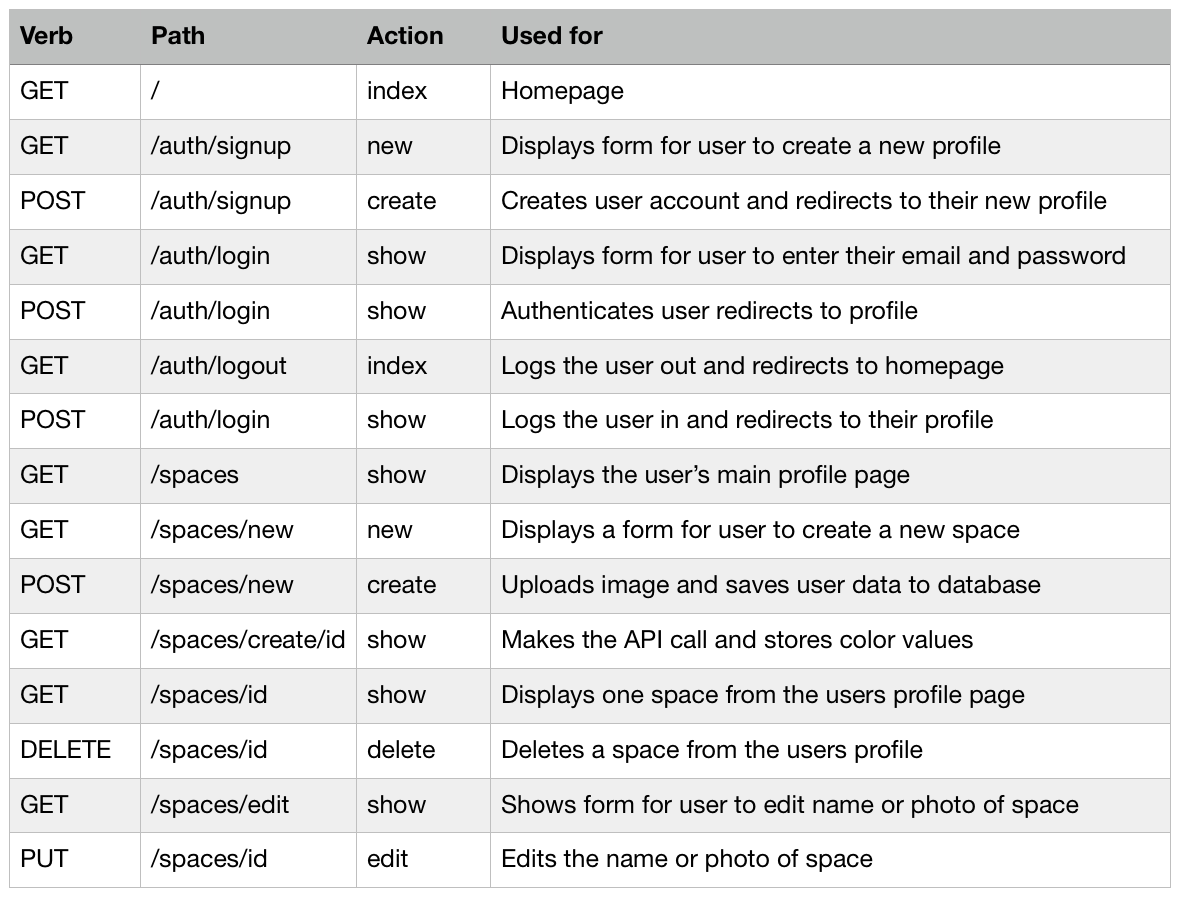 Verb Path Action Used for
GET / index Homepage
GET /auth/signup new Displays form for user to create a new profile
POST /auth/signup create Creates user account and redirects to their new profile
GET /auth/login show Displays form for user to enter their email and password
POST /auth/login show Authenticates user redirects to profile
GET /auth/logout index Logs the user out and redirects to homepage
POST /auth/login show Logs the user in and redirects to their profile
GET /spaces show Displays the user’s main profile page
GET /spaces/new new Displays a form for user to create a new space
POST /spaces/new create Uploads image and saves user data to database
GET /spaces/create/id show Makes the API call and stores color values
GET /spaces/id show Displays one space from the users profile page
DELETE /spaces/id delete Deletes a space from the users profile
GET /spaces/edit show Shows form for user to edit name or photo of space
PUT /spaces/id edit Edits the name or photo of space